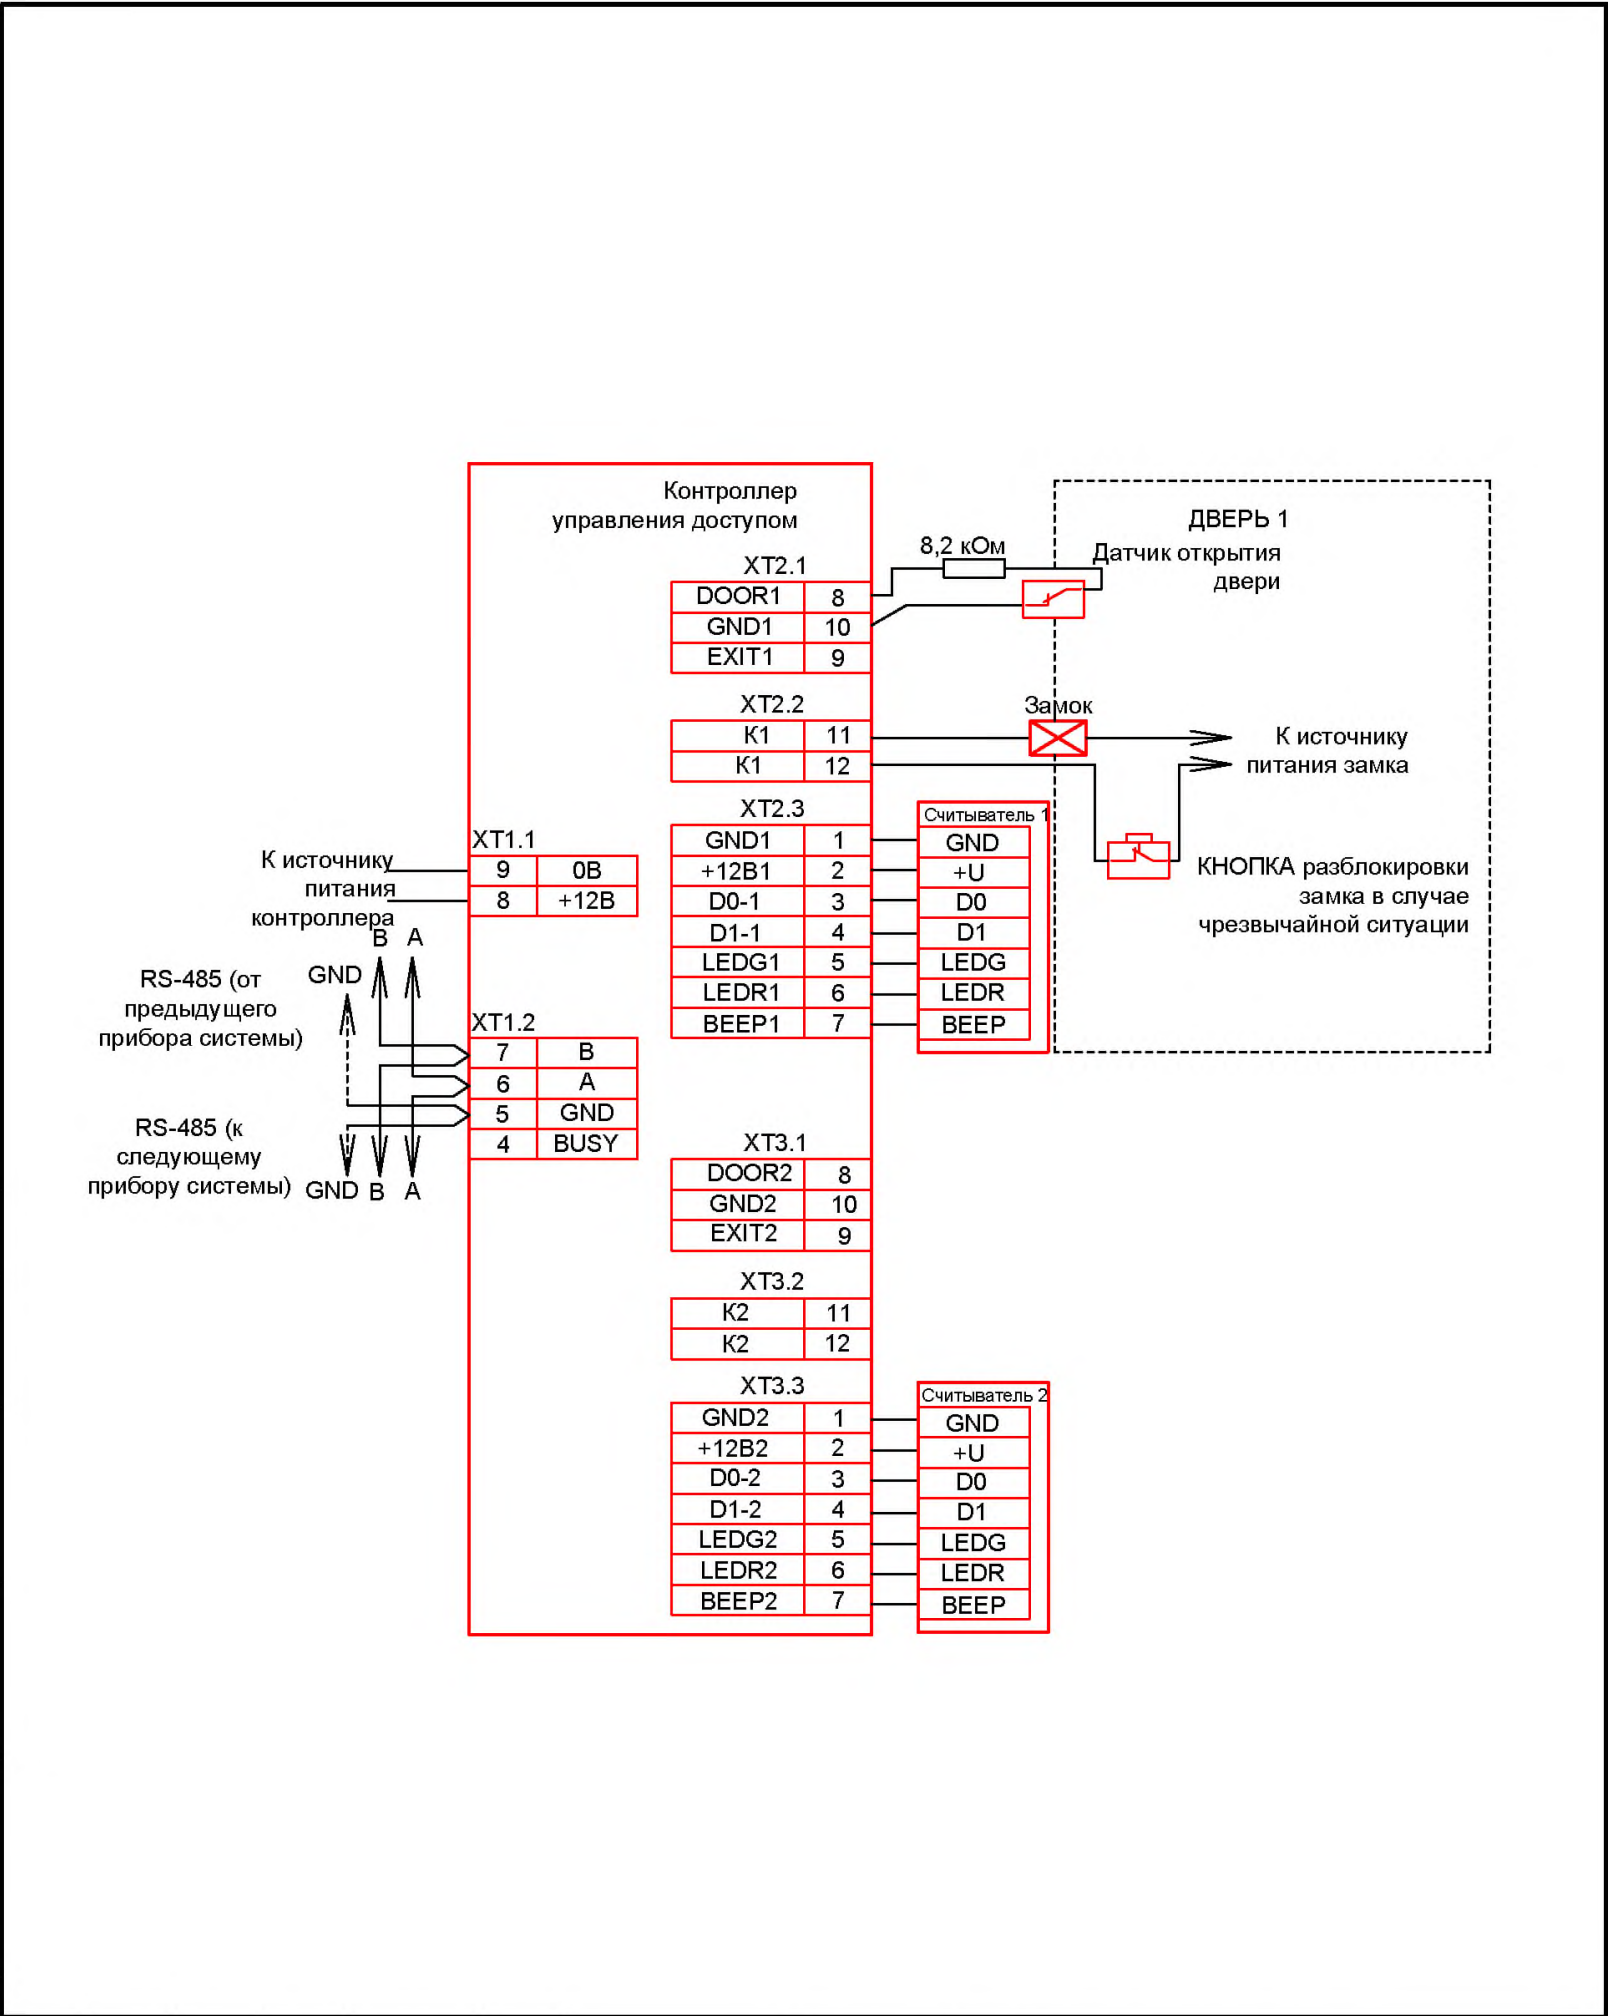 Контроллер
управления доступом
XT2.1
DOOR1 8
GND1 10
EXIT1 9
8,2 кОм
ДВЕРЬ 1
Датчик открытия
двери
XT2.2
К1 11
К1 12
Замок
К источнику
питания замка
КНОПКА разблокировки
замка в случае
чрезвычайной ситуации
XT2.3
GND1 1
+12В1 2
D0-1 3
D1-1 4
LEDG1 5
LEDR1 6
BEEP1 7
Считыватель 1
GND
+U
D0
D1
LEDG
LEDR
BEEP
XT1.1
9 0В
8 +12В
К источнику
питания
контроллера
B A
GND
RS-485 (от
предыдущего
прибора системы)
XT1.2
7 B
6 A
5 GND
4 BUSY
RS-485 (к
следующему
прибору системы)
GND B A
XT3.1
DOOR2 8
GND2 10
EXIT2 9
XT3.2
К2 11
К2 12
XT3.3
GND2 1
+12В2 2
D0-2 3
D1-2 4
LEDG2 5
LEDR2 6
BEEP2 7
Считыватель 2
GND
+U
D0
D1
LEDG
LEDR
BEEP